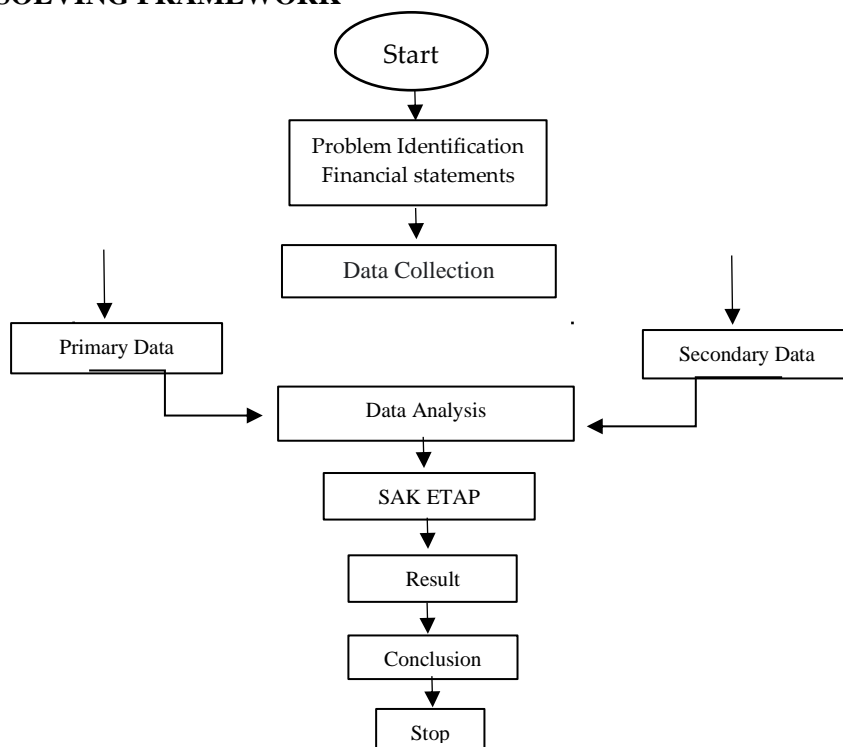 SOLVING FRAMEWORK
Start
Problem Identification
Financial statements
Data Collection
Primary Data
Secondary Data
Data Analysis
SAK ETAP
Result
Conclusion
Stop